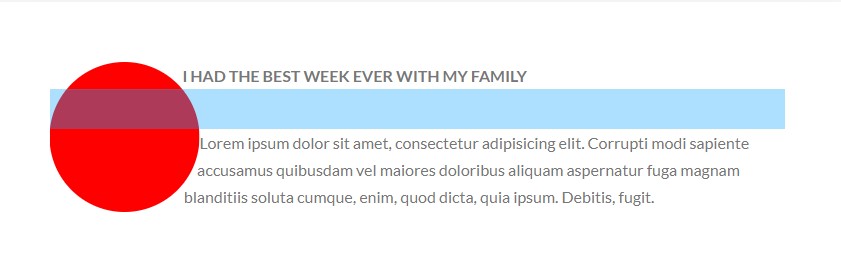 I HAD THE BEST WEEK EVER WITH MY FAMILY
Lorem ipsum dolor sit amet, consectetur adipisicing elit. Corrupti modi sapiente
accusamus quibusdam vel maiores doloribus aliquam aspernatur fuga magnam
blanditiis soluta cumque, enim, quod dicta, quia ipsum. Debitis, fugit.